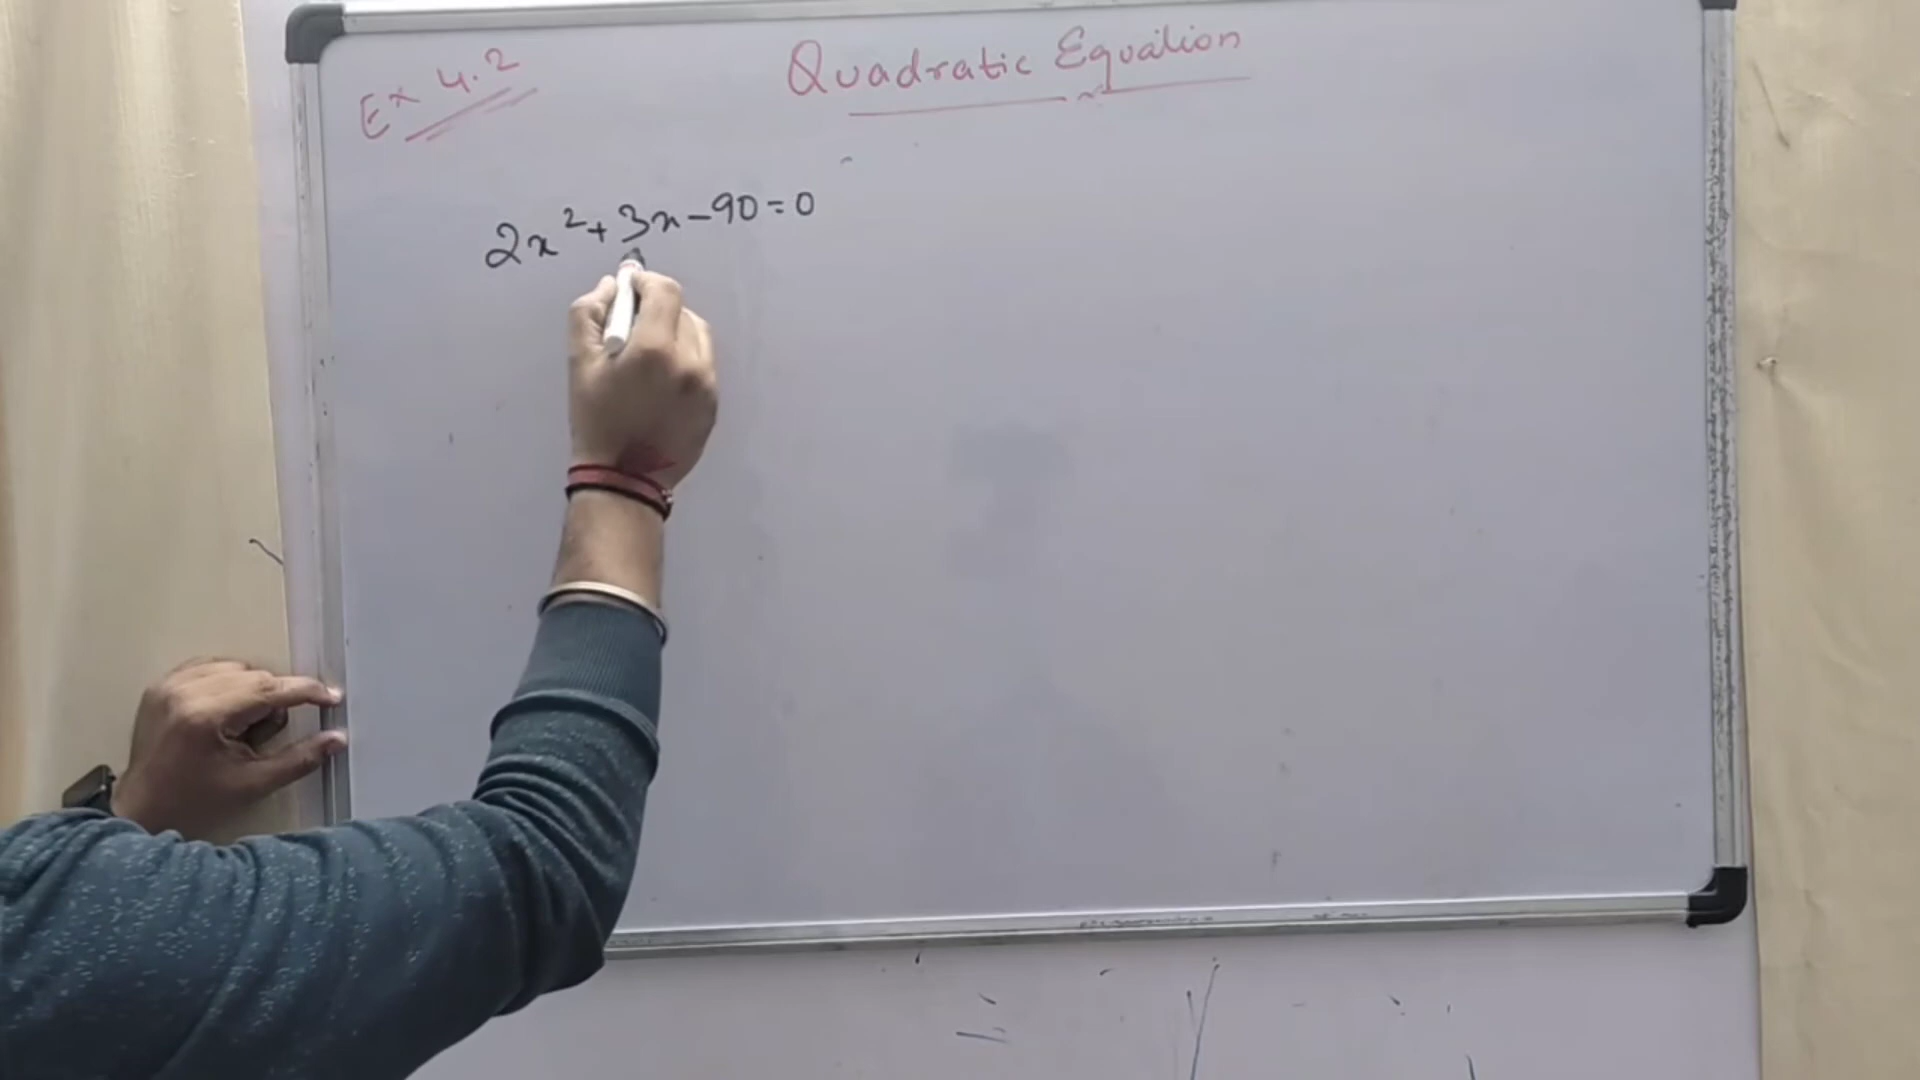 Ex 4.2
Quadratic Equation
2x²+3x-90=0